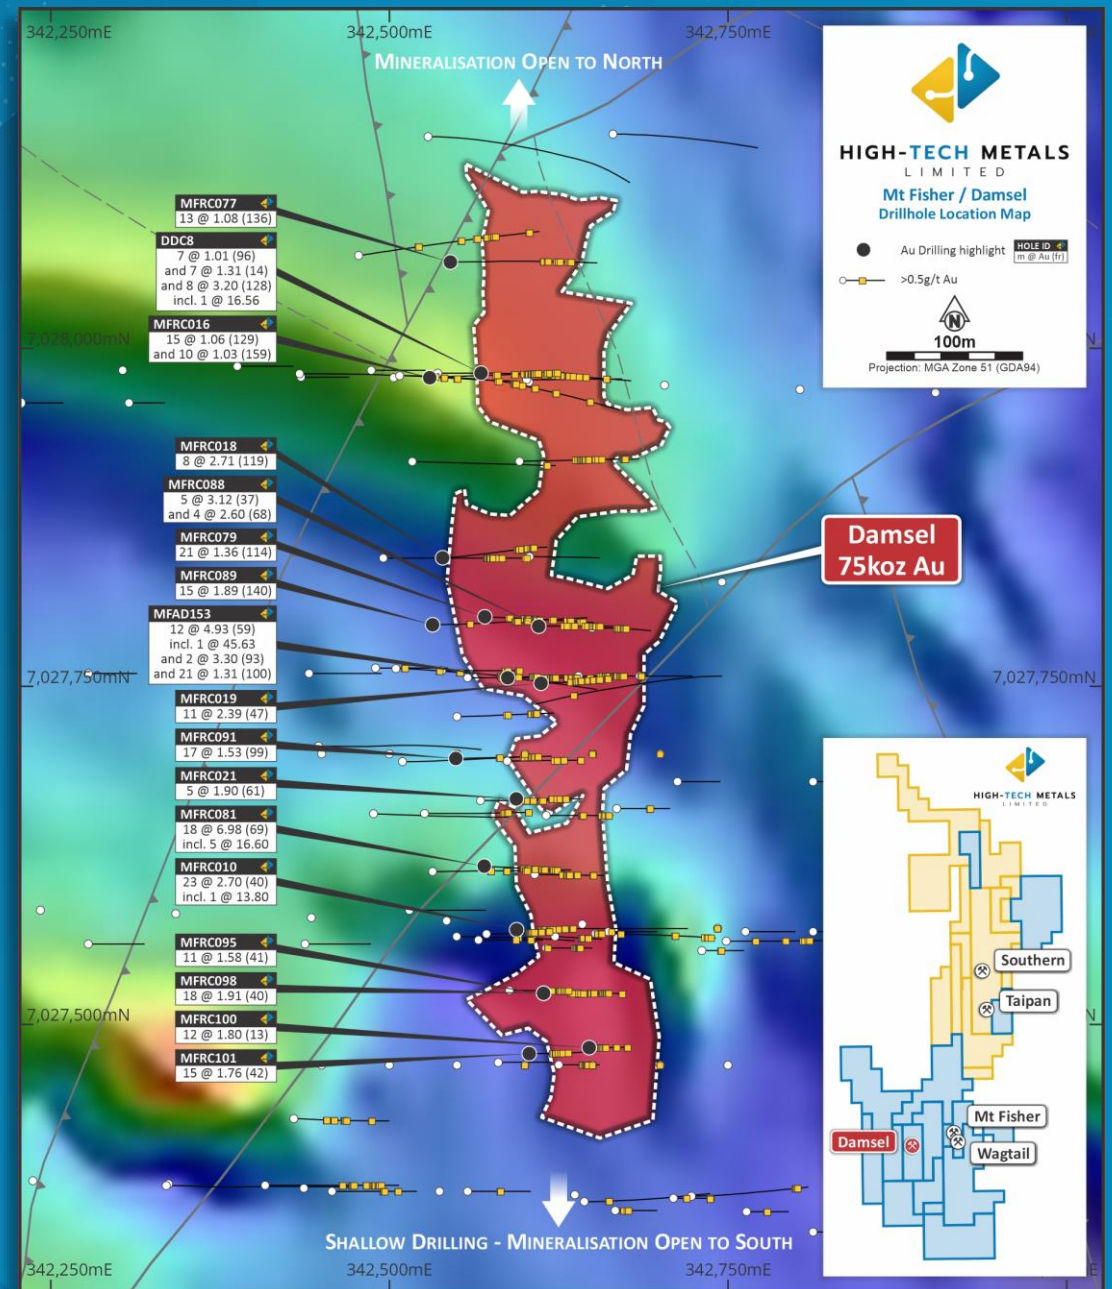 342,250mE
342,500mE
342,750mE
MINERALISATION OPEN TO NORTH
HIGH-TECH METALS
LIMITED
Mt Fisher / Damsel
Drillhole Location Map
Au Drilling highlight
HOLE ID
m @ Au (fr)
>0.5g/t Au
N
100m
Projection: MGA Zone 51 (GDA94)
MFRC077
13 @ 1.08 (136)
DDC8
7 @ 1.01 (96)
and 7 @ 1.31 (14)
and 8 @ 3.20 (128)
incl. 1 @ 16.56
MFRC016
15 @ 1.06 (129)
and 10 @ 1.03 (159)
7,028,000mN
MFRC018
8 @ 2.71 (119)
MFRC088
5 @ 3.12 (37)
and 4 @ 2.60 (68)
MFRC079
21 @ 1.36 (114)
MFRC089
15 @ 1.89 (140)
MFAD153
12 @ 4.93 (59)
incl. 1 @ 45.63
and 2 @ 3.30 (93)
and 21 @ 1.31 (100)
Damsel
75koz Au
7,027,750mN
7,027,750mN
MFRC019
11 @ 2.39 (47)
MFRC091
17 @ 1.53 (99)
MFRC021
5 @ 1.90 (61)
MFRC081
18 @ 6.98 (69)
incl. 5 @ 16.60
MFRC010
23 @ 2.70 (40)
incl. 1 @ 13.80
MFRC095
11 @ 1.58 (41)
MFRC098
18 @ 1.91 (40)
7,027,500mN
MFRC100
12 @ 1.80 (13)
MFRC101
15 @ 1.76 (42)
HIGH-TECH METALS
LIMITED
Southern
Taipan
Mt Fisher
Damsel
Wagtail
SHALLOW DRILLING - MINERALISATION OPEN TO SOUTH
342,250mE
342,500mE
342,750mE